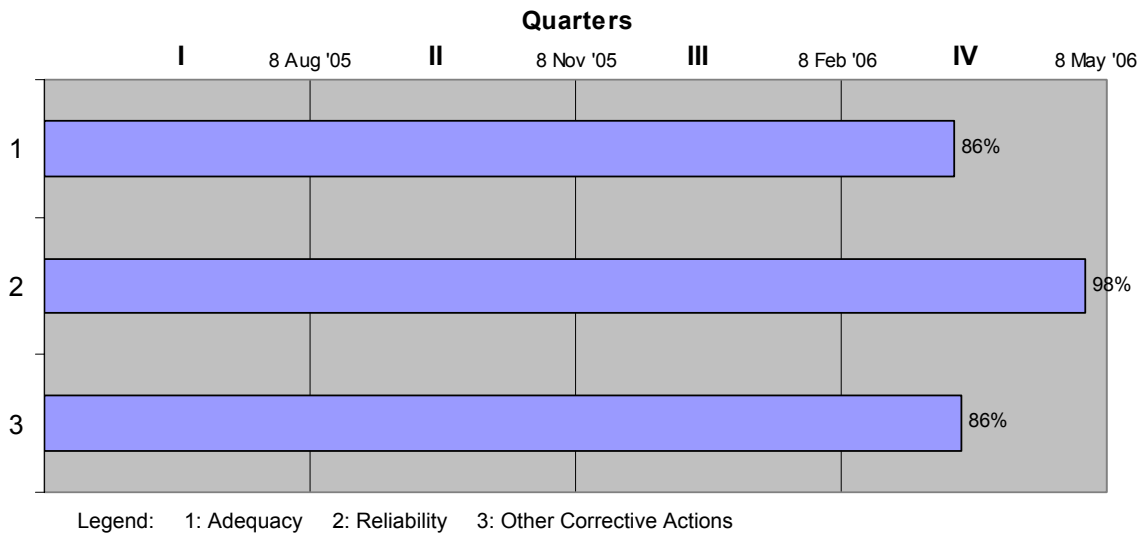 Quarters
I 8 Aug '05 II 8 Nov '05 III 8 Feb '06 IV 8 May '06
1 86%
2 98%
3 86%
Legend: 1: Adequacy 2: Reliability 3: Other Corrective Actions